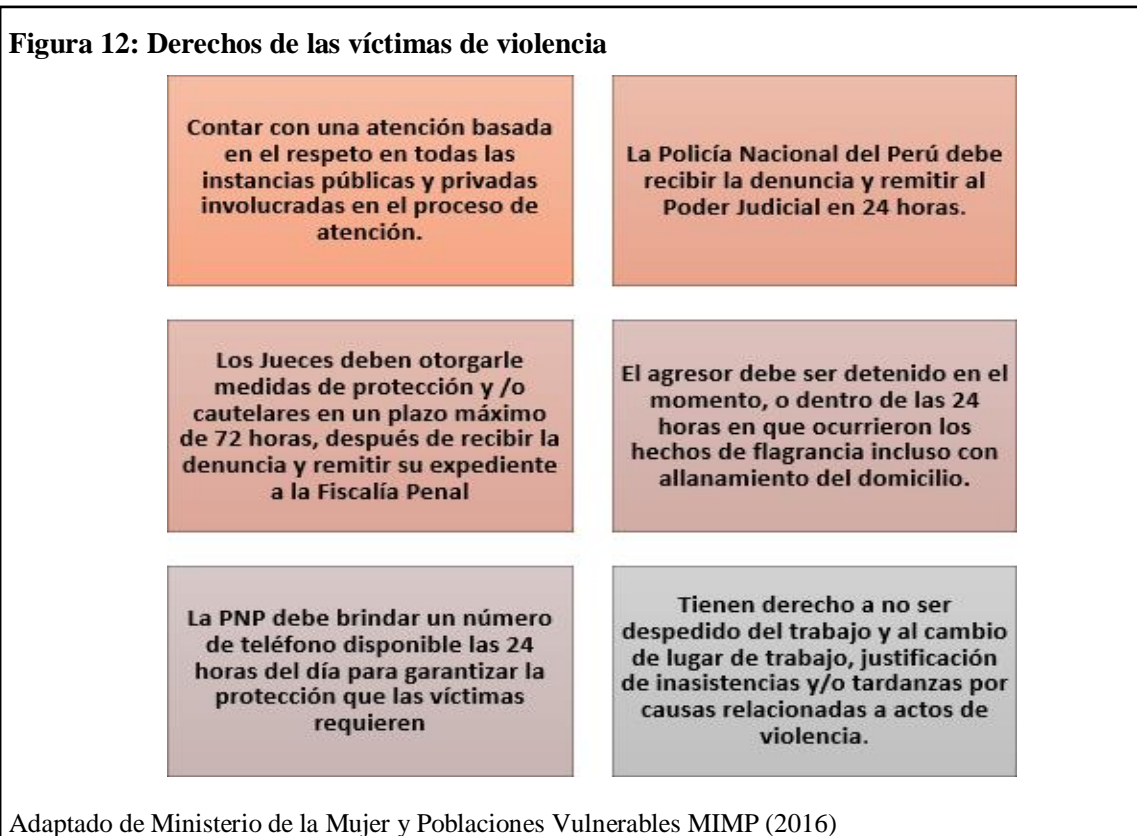 Figura 12: Derechos de las víctimas de violencia
Contar con una atención basada
en el respeto en todas las
instancias públicas y privadas
involucradas en el proceso de
atención.
La Policía Nacional del Perú debe
recibir la denuncia y remitir al
Poder Judicial en 24 horas.
Los Jueces deben otorgarle
medidas de protección y /o
cautelares en un plazo máximo
de 72 horas, después de recibir la
denuncia y remitir su expediente
a la Fiscalía Penal
El agresor debe ser detenido en el
momento, o dentro de las 24
horas en que ocurrieron los
hechos de flagrancia incluso con
allanamiento del domicilio.
La PNP debe brindar un número
de teléfono disponible las 24
horas del día para garantizar la
protección que las víctimas
requieren
Tienen derecho a no ser
despedido del trabajo y al cambio
de lugar de trabajo, justificación
de inasistencias y/o tardanzas por
causas relacionadas a actos de
violencia.
Adaptado de Ministerio de la Mujer y Poblaciones Vulnerables MIMP (2016)